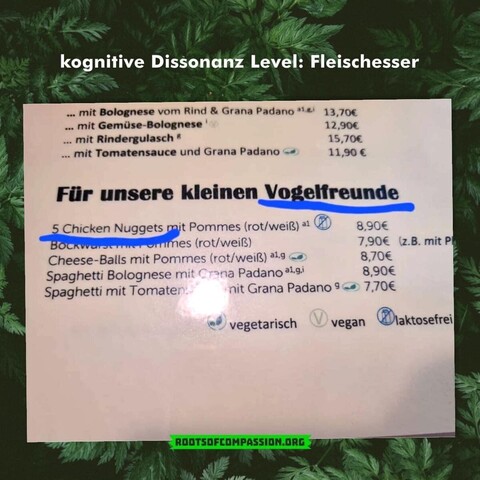 kognitive Dissonanz Level: Fleischesser
... mit Bolognese vom Rind & Grana Padano a1,g,i 13,70€
... mit Gemüse-Bolognese i 12,90€
... mit Rindergulasch g 15,70€
... mit Tomatensauce und Grana Padano 11,90 €
Für unsere kleinen Vogelfreunde
5 Chicken Nuggets mit Pommes (rot/weiß) a1 8,90€
Bockwurst mit Pommes (rot/weiß) 7,90€ (z.B. mit
Cheese-Balls mit Pommes (rot/weiß) a1,g 8,70€
Spaghetti Bolognese mit Grana Padano a1,g,i 8,90€
Spaghetti mit mit Grana Padano g 7,70€
vegetarisch V vegan laktosefrei
ROOTSOFCOMPASSION.ORG